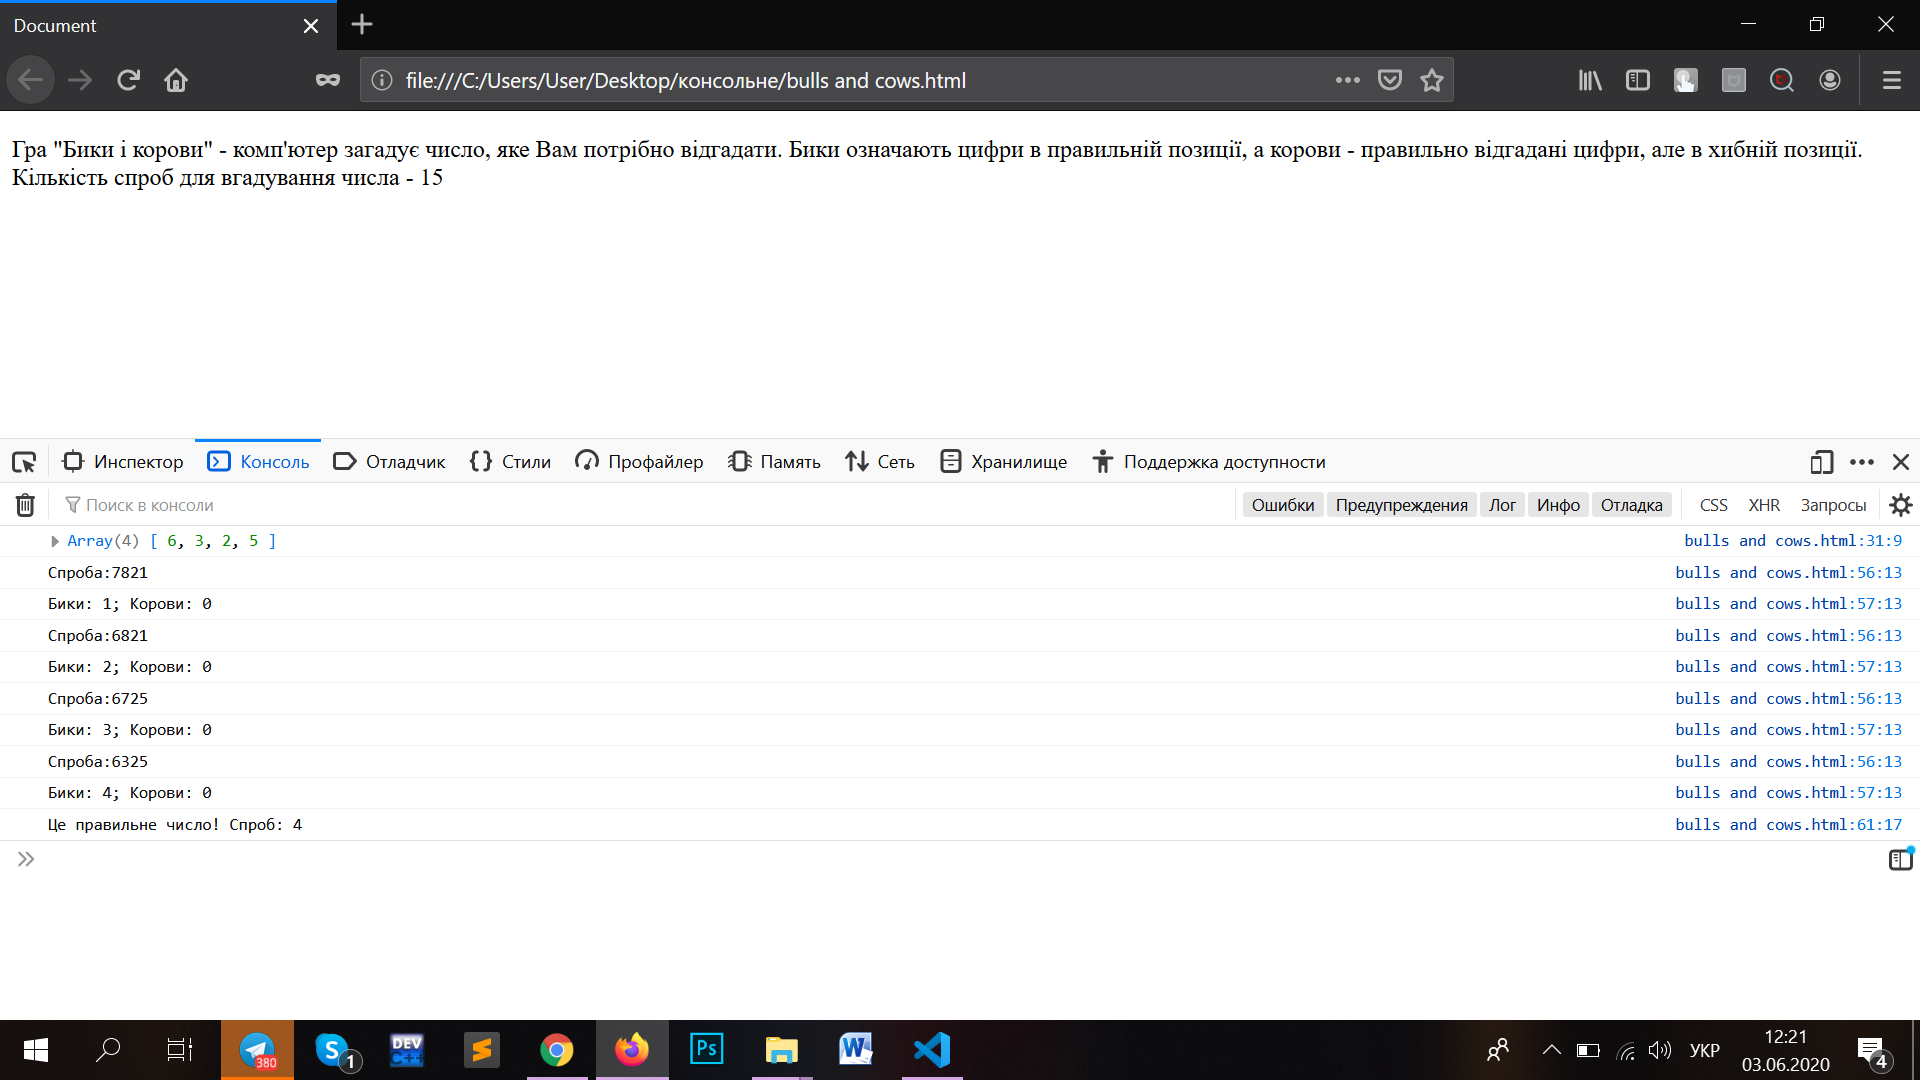 Document
file:///C:/Users/User/Desktop/консольне/bulls and cows.html
Гра "Бики і корови" - комп'ютер загадує число, яке Вам потрібно відгадати. Бики означають цифри в правильній позиції, а корови - правильно відгадані цифри, але в хибній позиції.
Кількість спроб для вгадування числа - 15
Инспектор Консоль Отладчик Стили Профайлер Память Сеть Хранилище Поддержка доступности
Поиск в консоли Ошибки Предупреждения Лог Инфо Отладка CSS XHR Запросы
Array(4) [ 6, 3, 2, 5 ] bulls and cows.html:31:9
Спроба:7821 bulls and cows.html:56:13
Бики: 1; Корови: 0 bulls and cows.html:57:13
Спроба:6821 bulls and cows.html:56:13
Бики: 2; Корови: 0 bulls and cows.html:57:13
Спроба:6725 bulls and cows.html:56:13
Бики: 3; Корови: 0 bulls and cows.html:57:13
Спроба:6325 bulls and cows.html:56:13
Бики: 4; Корови: 0 bulls and cows.html:57:13
Це правильне число! Спроб: 4 bulls and cows.html:61:17
380 S 1 DEV C++ Ps W УКР 12:21
03.06.2020 4